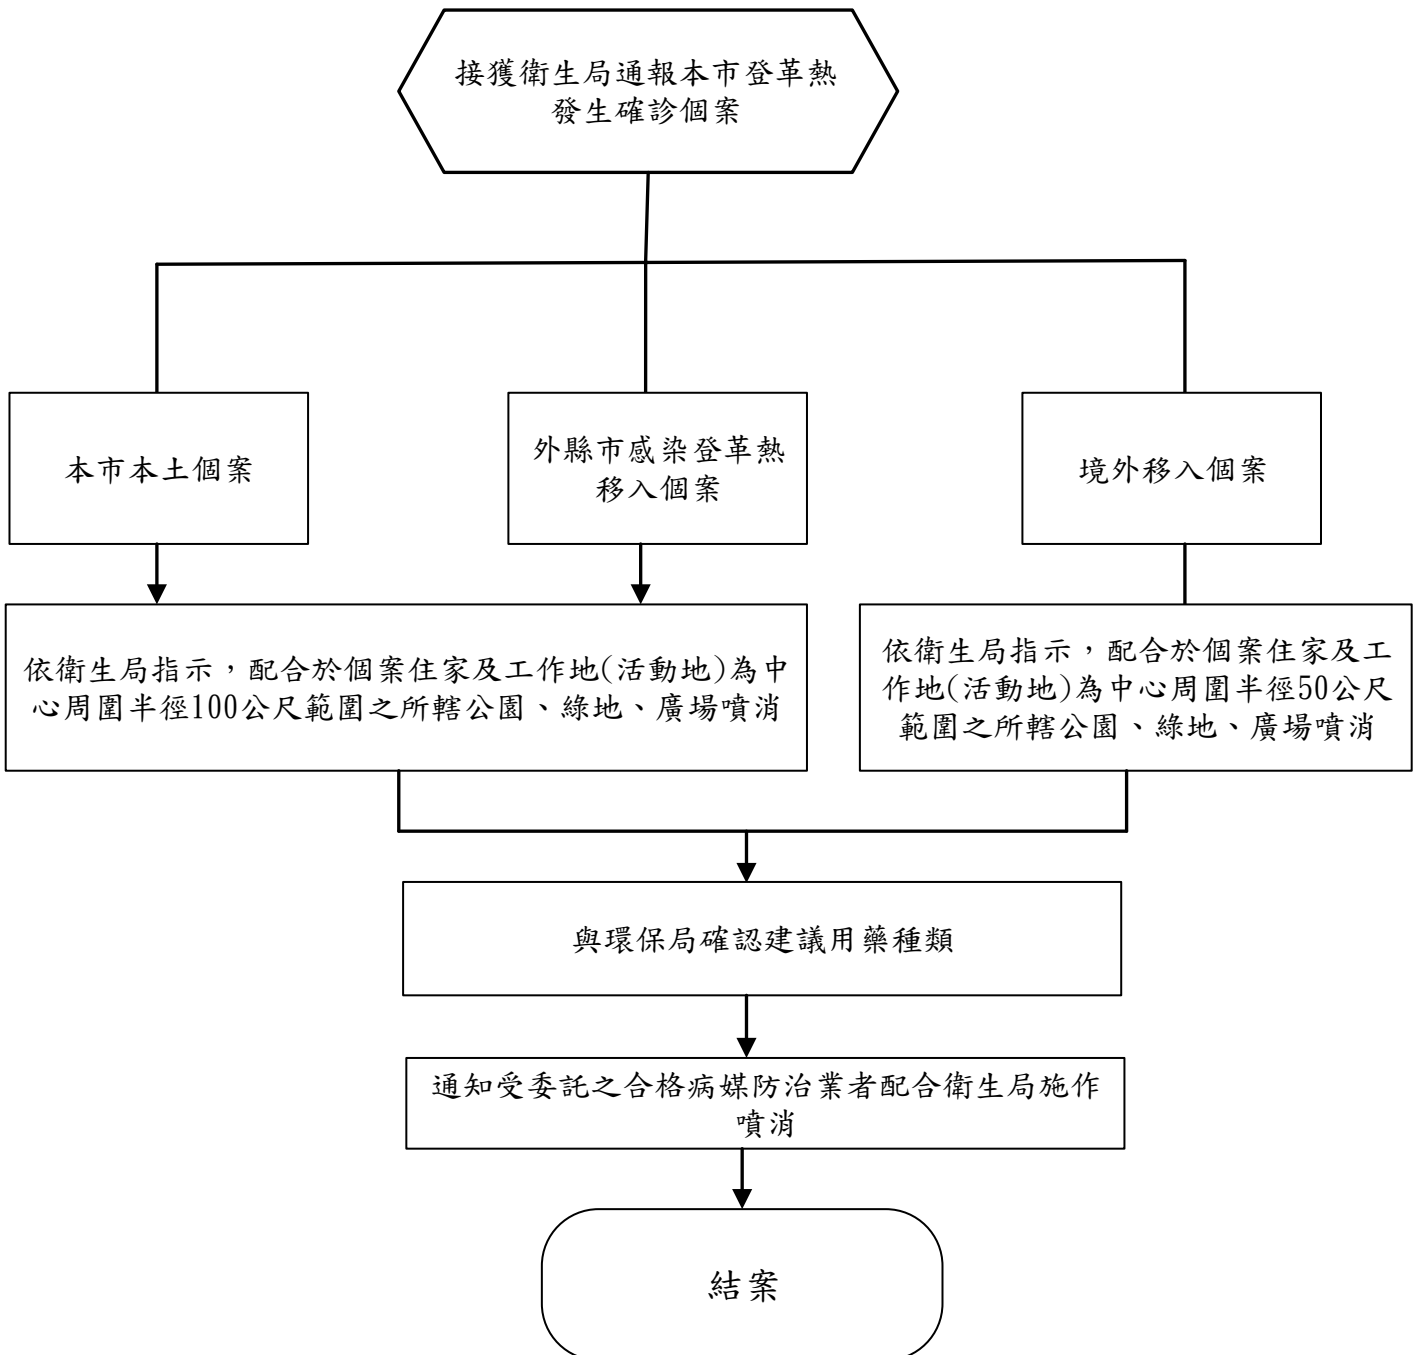 接獲衛生局通報本市登革熱
發生確診個案
本市本土個案
外縣市感染登革熱
移入個案
境外移入個案
依衛生局指示，配合於個案住家及工作地(活動地)為中
心周圍半徑100公尺範圍之所轄公園、綠地、廣場噴消
依衛生局指示，配合於個案住家及工
作地(活動地)為中心周圍半徑50公尺
範圍之所轄公園、綠地、廣場噴消
與環保局確認建議用藥種類
通知受委託之合格病媒防治業者配合衛生局施作
噴消
結案